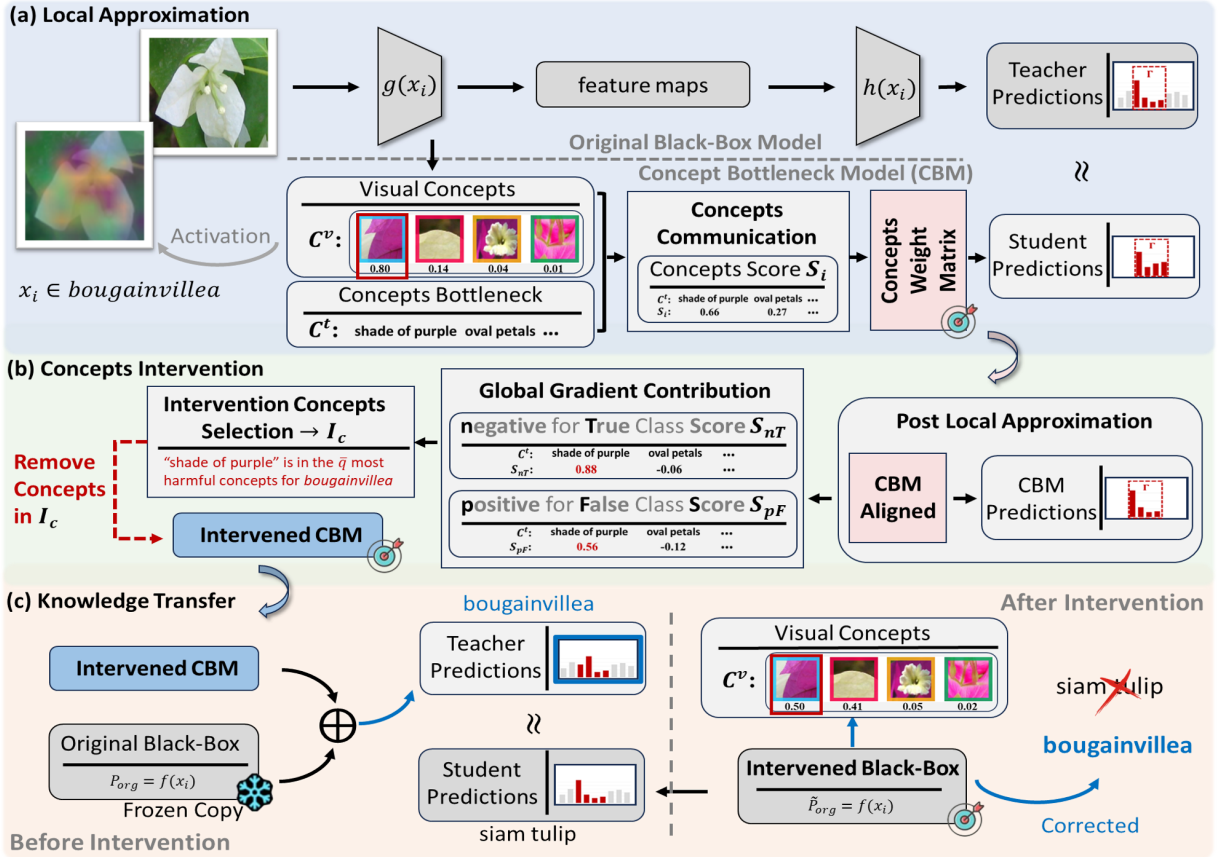 (a) Local Approximation
g(x_i)
feature maps
h(x_i)
Teacher
Predictions
Γ
Original Black-Box Model
Concept Bottleneck Model (CBM)
≈
Activation
x_i ∈ bougainvillea
Visual Concepts
C^v:
0.80 0.14 0.04 0.01
Concepts Bottleneck
C^t: shade of purple oval petals ...
Concepts
Communication
Concepts Score S_i
C^t: shade of purple oval petals ...
S_i: 0.66 0.27 ...
Concepts
Weight
Matrix
Student
Predictions
Γ
(b) Concepts Intervention
Intervention Concepts
Selection → I_c
"shade of purple" is in the q̄ most
harmful concepts for bougainvillea
Remove
Concepts
in I_c
Intervened CBM
Global Gradient Contribution
negative for True Class Score S_nT
C^t: shade of purple oval petals ...
S_nT: 0.88 -0.06 ...
positive for False Class Score S_pF
C^t: shade of purple oval petals ...
S_pF: 0.56 -0.12 ...
Post Local Approximation
CBM
Aligned
CBM
Predictions
Γ
(c) Knowledge Transfer
Intervened CBM
Original Black-Box
P_org = f(x_i)
Frozen Copy
Before Intervention
bougainvillea
Teacher
Predictions
≈
Student
Predictions
siam tulip
After Intervention
Visual Concepts
C^v:
0.50 0.41 0.05 0.02
Intervened Black-Box
P̃_org = f(x_i)
siam tulip
bougainvillea
Corrected